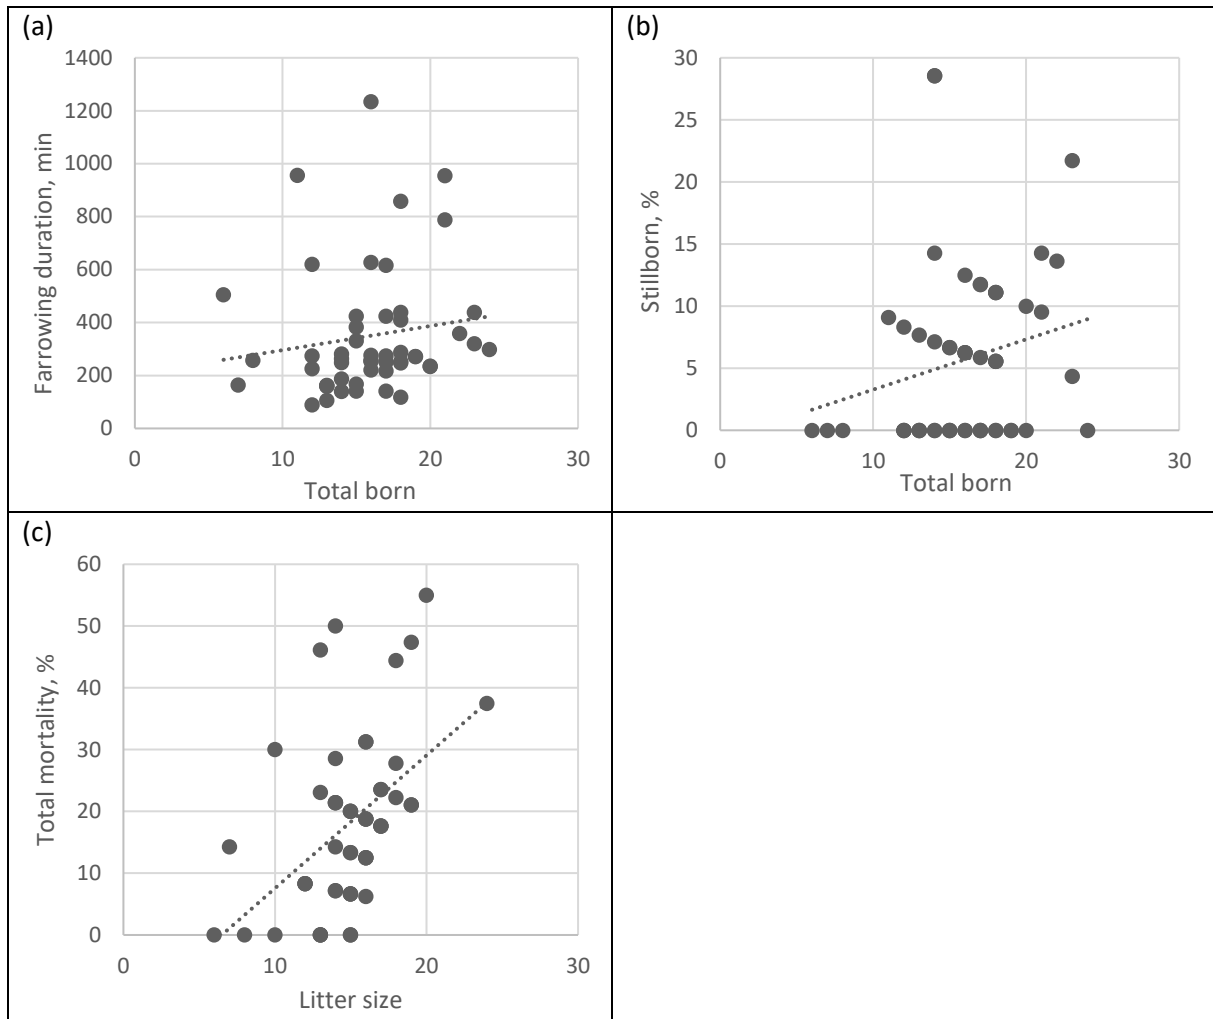 (a)
1400
1200
1000
800
600
400
200
0
Farrowing duration, min
0 10 20 30
Total born
(b)
30
25
20
15
10
5
0
Stillborn, %
0 10 20 30
Total born
(c)
60
50
40
30
20
10
0
Total mortality, %
0 10 20 30
Litter size